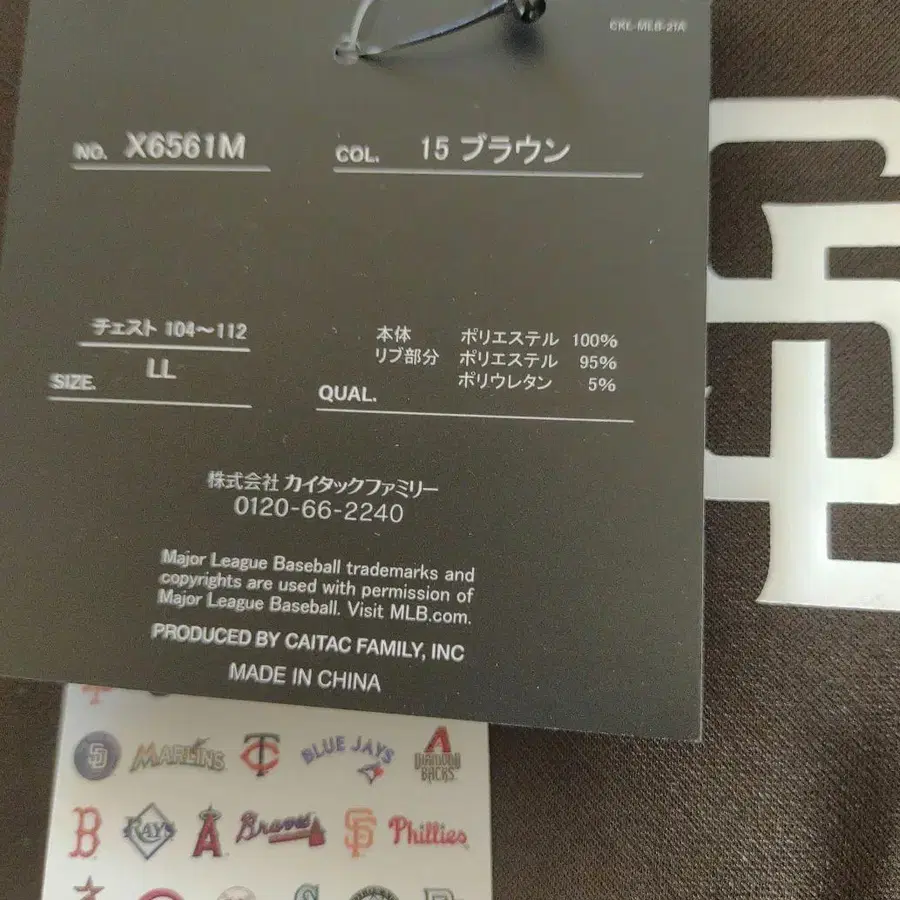 CKL-MLB-21A
NO. X6561M
COL. 15 ブラウン
チェスト 104～112
SIZE. LL
本体 ポリエステル 100%
リブ部分 ポリエステル 95%
ポリウレタン 5%
QUAL.
株式会社 カイタックファミリー
0120-66-2240
Major League Baseball trademarks and
copyrights are used with permission of
Major League Baseball. Visit MLB.com.
PRODUCED BY CAITAC FAMILY, INC
MADE IN CHINA
SD MARLINS TC BLUE JAYS A DIAMOND BACKS
B RAYS A Braves SF Phillies